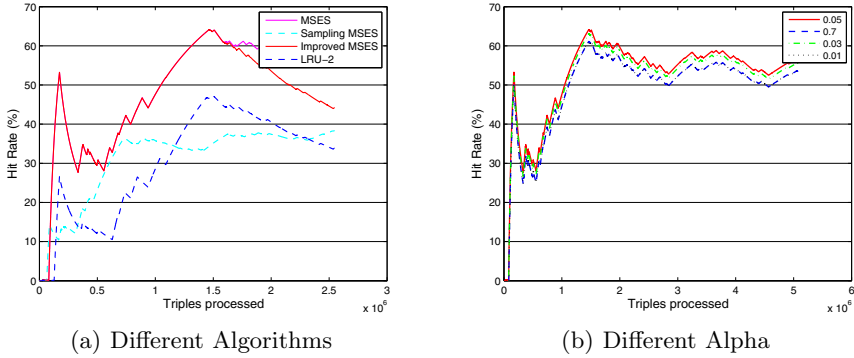 70
60
50
40
30
20
10
0
Hit Rate (%)
0 0.5 1 1.5 2 2.5 3
Triples processed
x 10^6
MSES
Sampling MSES
Improved MSES
LRU−2
(a) Different Algorithms
70
60
50
40
30
20
10
0
Hit Rate (%)
0 1 2 3 4 5 6
Triples processed
x 10^6
0.05
0.7
0.03
0.01
(b) Different Alpha